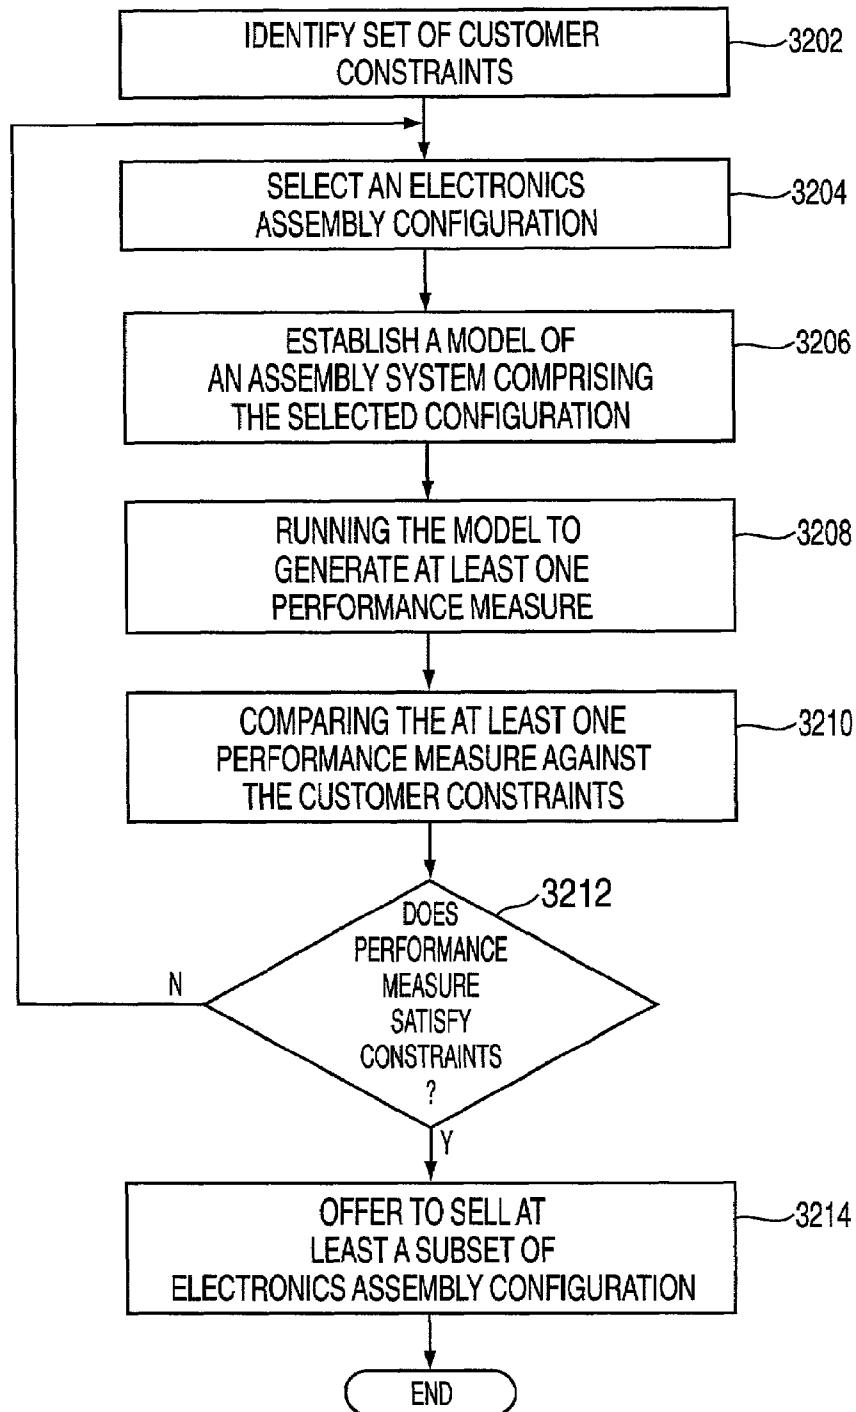 IDENTIFY SET OF CUSTOMER
CONSTRAINTS
3202
SELECT AN ELECTRONICS
ASSEMBLY CONFIGURATION
3204
ESTABLISH A MODEL OF
AN ASSEMBLY SYSTEM COMPRISING
THE SELECTED CONFIGURATION
3206
RUNNING THE MODEL TO
GENERATE AT LEAST ONE
PERFORMANCE MEASURE
3208
COMPARING THE AT LEAST ONE
PERFORMANCE MEASURE AGAINST
THE CUSTOMER CONSTRAINTS
3210
3212
DOES
PERFORMANCE
MEASURE
SATISFY
CONSTRAINTS
?
N
Y
OFFER TO SELL AT
LEAST A SUBSET OF
ELECTRONICS ASSEMBLY CONFIGURATION
3214
END